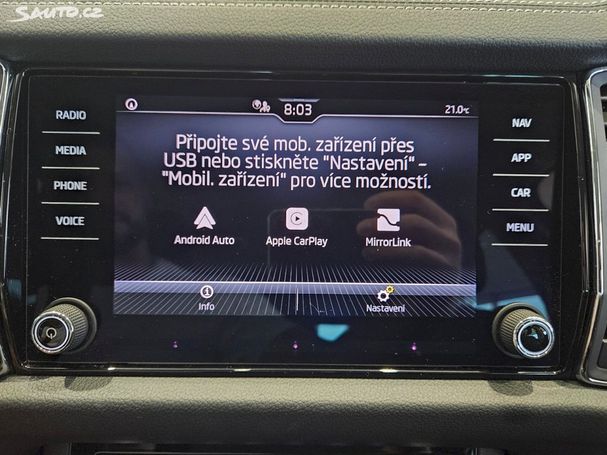 SAUTO.CZ
RADIO
MEDIA
PHONE
VOICE
8:03
21.0°C
Připojte své mob. zařízení přes
USB nebo stiskněte "Nastavení" –
"Mobil. zařízení" pro více možností.
Android Auto
Apple CarPlay
MirrorLink
Info
Nastavení
NAV
APP
CAR
MENU